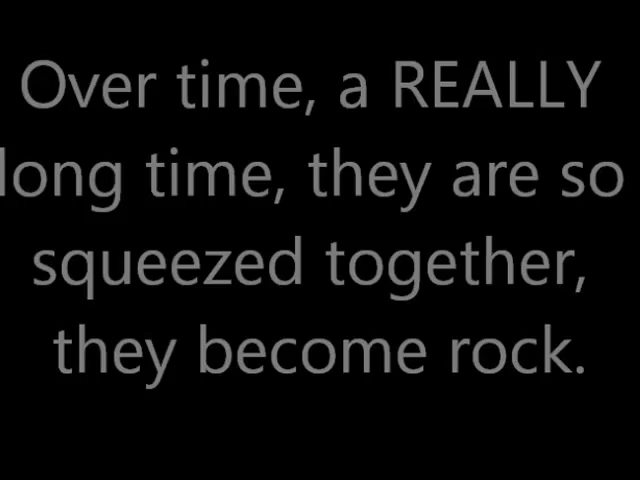 Over time, a REALLY
long time, they are so
squeezed together,
they become rock.